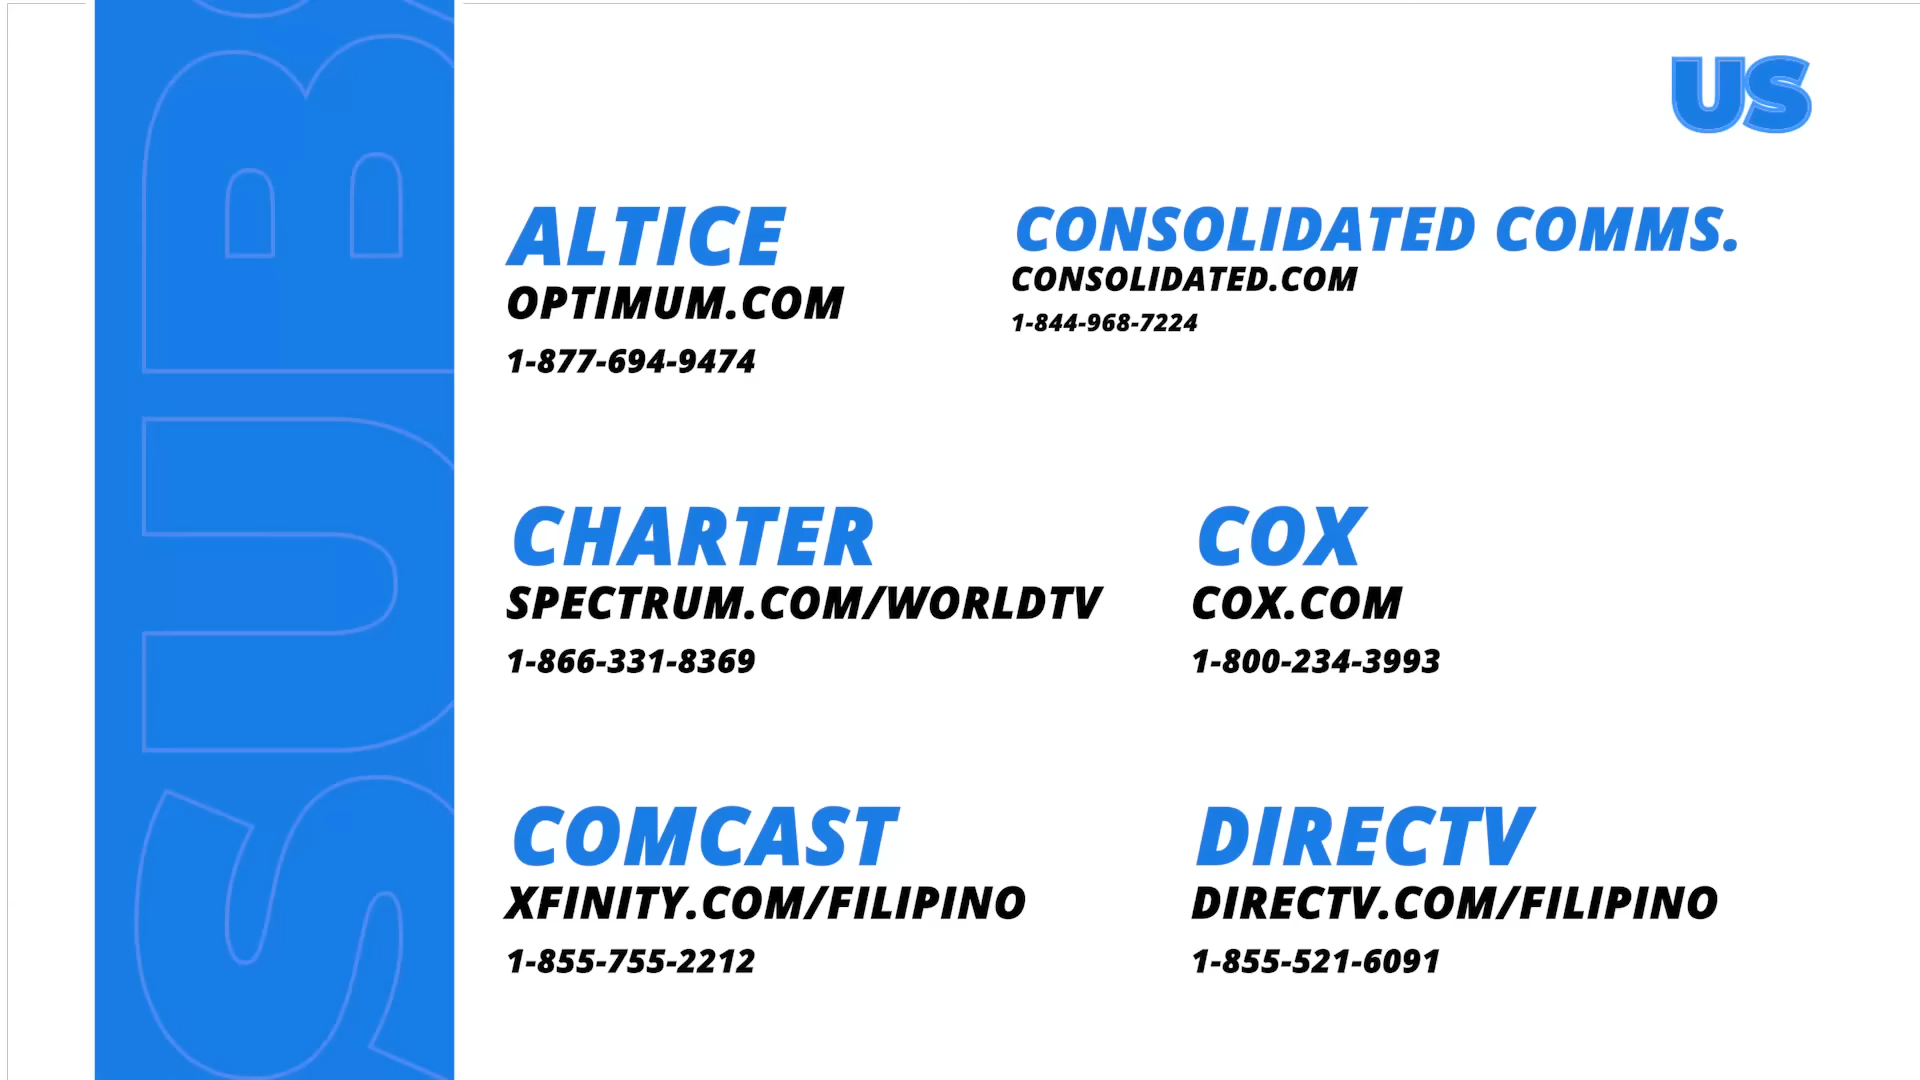 US
ALTICE
OPTIMUM.COM
1-877-694-9474
CONSOLIDATED COMMS.
CONSOLIDATED.COM
1-844-968-7224
CHARTER
SPECTRUM.COM/WORLDTV
1-866-331-8369
COX
COX.COM
1-800-234-3993
COMCAST
XFINITY.COM/FILIPINO
1-855-755-2212
DIRECTV
DIRECTV.COM/FILIPINO
1-855-521-6091
SUB